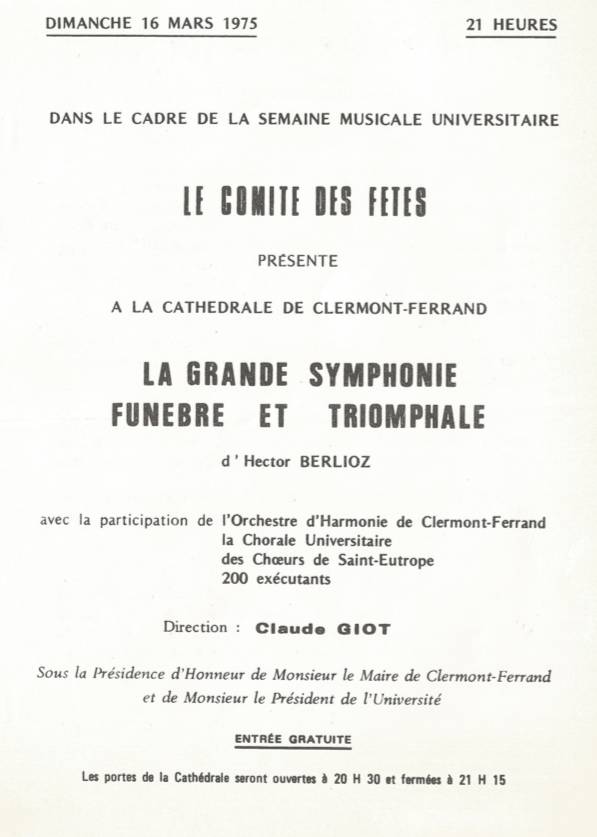 DIMANCHE 16 MARS 1975 21 HEURES
DANS LE CADRE DE LA SEMAINE MUSICALE UNIVERSITAIRE
LE COMITE DES FETES
PRÉSENTE
A LA CATHEDRALE DE CLERMONT-FERRAND
LA GRANDE SYMPHONIE
FUNEBRE ET TRIOMPHALE
d'Hector BERLIOZ
avec la participation de l'Orchestre d'Harmonie de Clermont-Ferrand
la Chorale Universitaire
des Chœurs de Saint-Eutrope
200 exécutants
Direction : Claude GIOT
Sous la Présidence d'Honneur de Monsieur le Maire de Clermont-Ferrand
et de Monsieur le Président de l'Université
ENTRÉE GRATUITE
Les portes de la Cathédrale seront ouvertes à 20 H 30 et fermées à 21 H 15